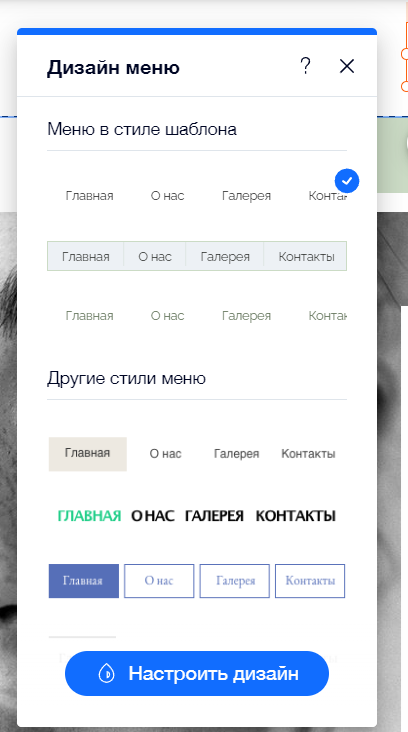 Дизайн меню ?
Меню в стиле шаблона
Главная О нас Галерея Контак
Главная О нас Галерея Контакты
Главная О нас Галерея Контак
Другие стили меню
Главная О нас Галерея Контакты
ГЛАВНАЯ О НАС ГАЛЕРЕЯ КОНТАКТЫ
Главная О нас Галерея Контакты
Настроить дизайн